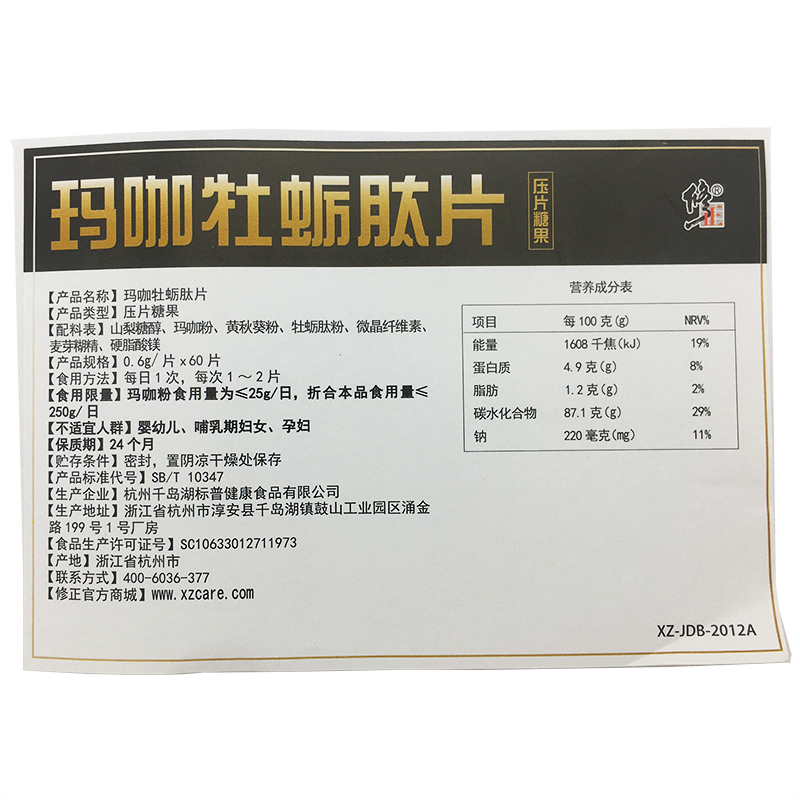 玛咖牡蛎肽片
压片糖果
修正
®
【产品名称】玛咖牡蛎肽片
【产品类型】压片糖果
【配料表】山梨糖醇、玛咖粉、黄秋葵粉、牡蛎肽粉、微晶纤维素、
麦芽糊精、硬脂酸镁
【产品规格】0.6g/片x60片
【食用方法】每日1次,每次1～2片
【食用限量】玛咖粉食用量为≤25g/日,折合本品食用量≤
250g/日
【不适宜人群】婴幼儿、哺乳期妇女、孕妇
【保质期】24个月
【贮存条件】密封,置阴凉干燥处保存
【产品标准代号】SB/T 10347
【生产企业】杭州千岛湖标普健康食品有限公司
【生产地址】浙江省杭州市淳安县千岛湖镇鼓山工业园区涌金
路199号1号厂房
【食品生产许可证号】SC10633012711973
【产地】浙江省杭州市
【联系方式】400-6036-377
【修正官方商城】www.xzcare.com
营养成分表
项目 每100克(g) NRV%
能量 1608千焦(kJ) 19%
蛋白质 4.9克(g) 8%
脂肪 1.2克(g) 2%
碳水化合物 87.1克(g) 29%
钠 220毫克(mg) 11%
XZ-JDB-2012A